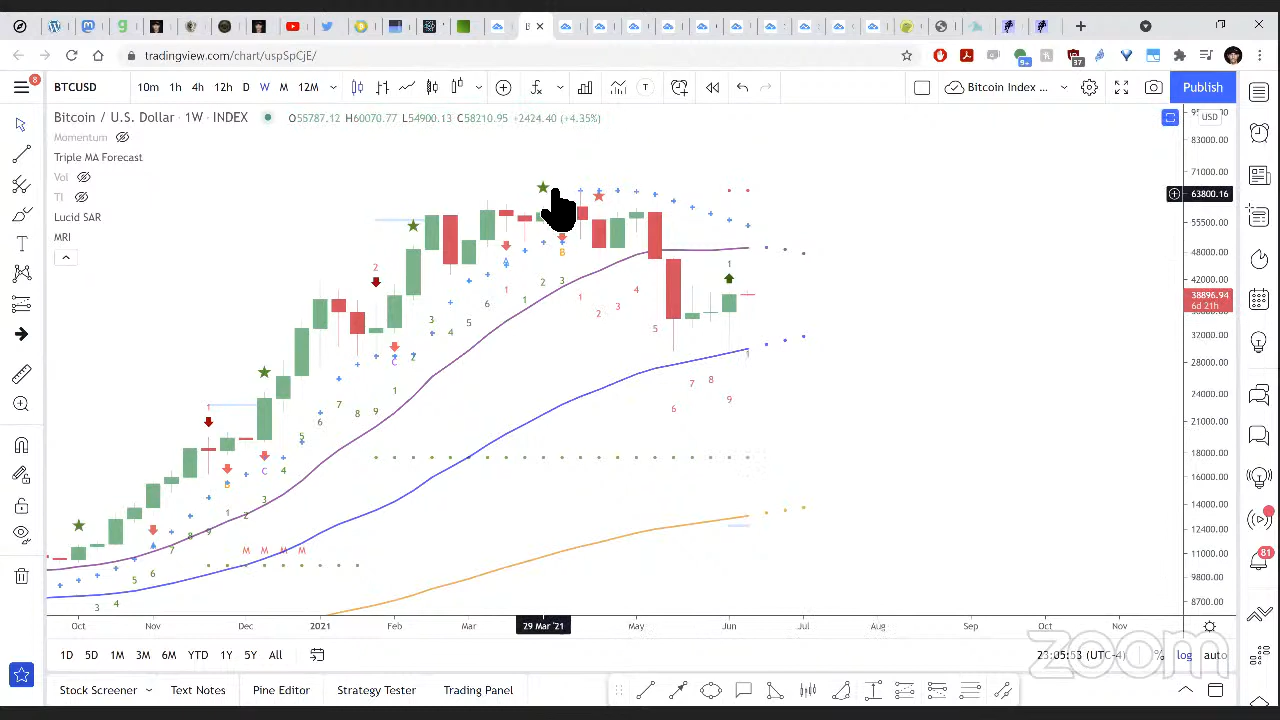 tradingview.com/chart/uspSpCjE/
8
BTCUSD
10m 1h 4h 12h D W M 12M
Bitcoin Index ...
Publish
Bitcoin / U.S. Dollar · 1W · INDEX
O55787.12 H60070.77 L54900.13
+2424.40 (+4.35%)
USD
Momentum
Triple MA Forecast
Vol
TI
Lucid SAR
MRI
83000.00
71000.00
63800.16
55500.00
48000.00
42000.00
38896.94
6d 21h
32000.00
28000.00
24000.00
21000.00
18000.00
16000.00
14000.00
12400.00
11000.00
9800.00
8700.00
Oct Nov Dec 2021 Feb Mar 29 Mar '21 May Jun Jul Aug Sep Oct Nov
1D 5D 1M 3M 6M YTD 1Y 5Y All
23:05:53 (UTC-4) % log auto
zoom
Stock Screener Text Notes Pine Editor Strategy Tester Trading Panel
81